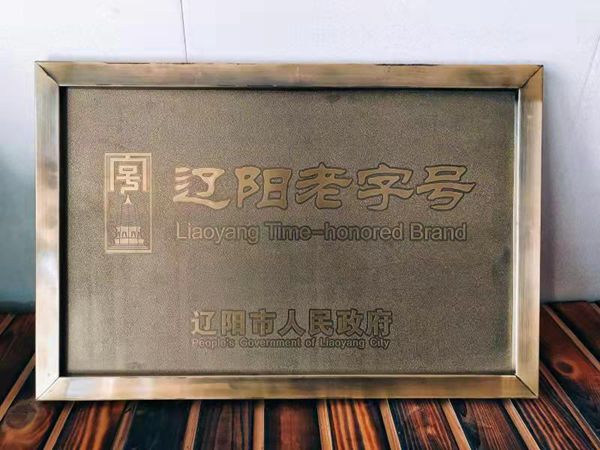 辽阳老字号
Liaoyang Time-honored Brand
辽阳市人民政府
People's Government of Liaoyang City